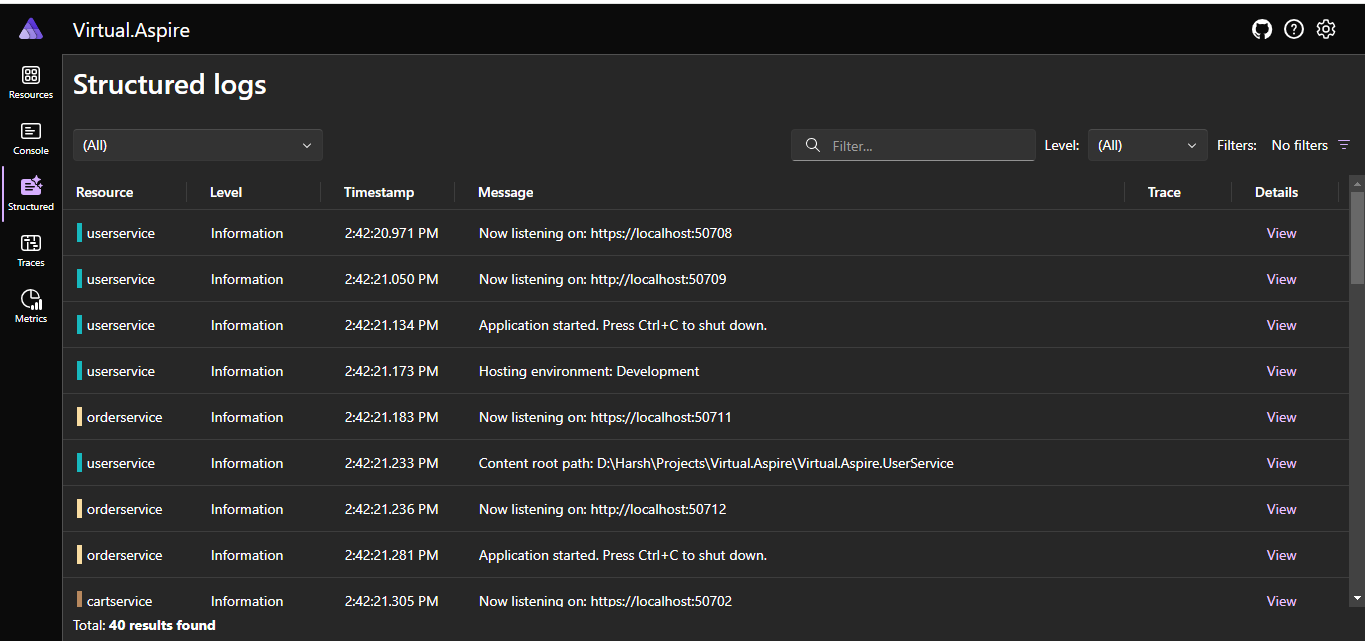 Virtual.Aspire
Resources
Console
Structured
Traces
Metrics
Structured logs
(All)
Filter...
Level: (All)
Filters: No filters
Resource Level Timestamp Message Trace Details
userservice Information 2:42:20.971 PM Now listening on: https://localhost:50708 View
userservice Information 2:42:21.050 PM Now listening on: http://localhost:50709 View
userservice Information 2:42:21.134 PM Application started. Press Ctrl+C to shut down. View
userservice Information 2:42:21.173 PM Hosting environment: Development View
orderservice Information 2:42:21.183 PM Now listening on: https://localhost:50711 View
userservice Information 2:42:21.233 PM Content root path: D:\Harsh\Projects\Virtual.Aspire\Virtual.Aspire.UserService View
orderservice Information 2:42:21.236 PM Now listening on: http://localhost:50712 View
orderservice Information 2:42:21.281 PM Application started. Press Ctrl+C to shut down. View
cartservice Information 2:42:21.305 PM Now listening on: https://localhost:50702 View
Total: 40 results found